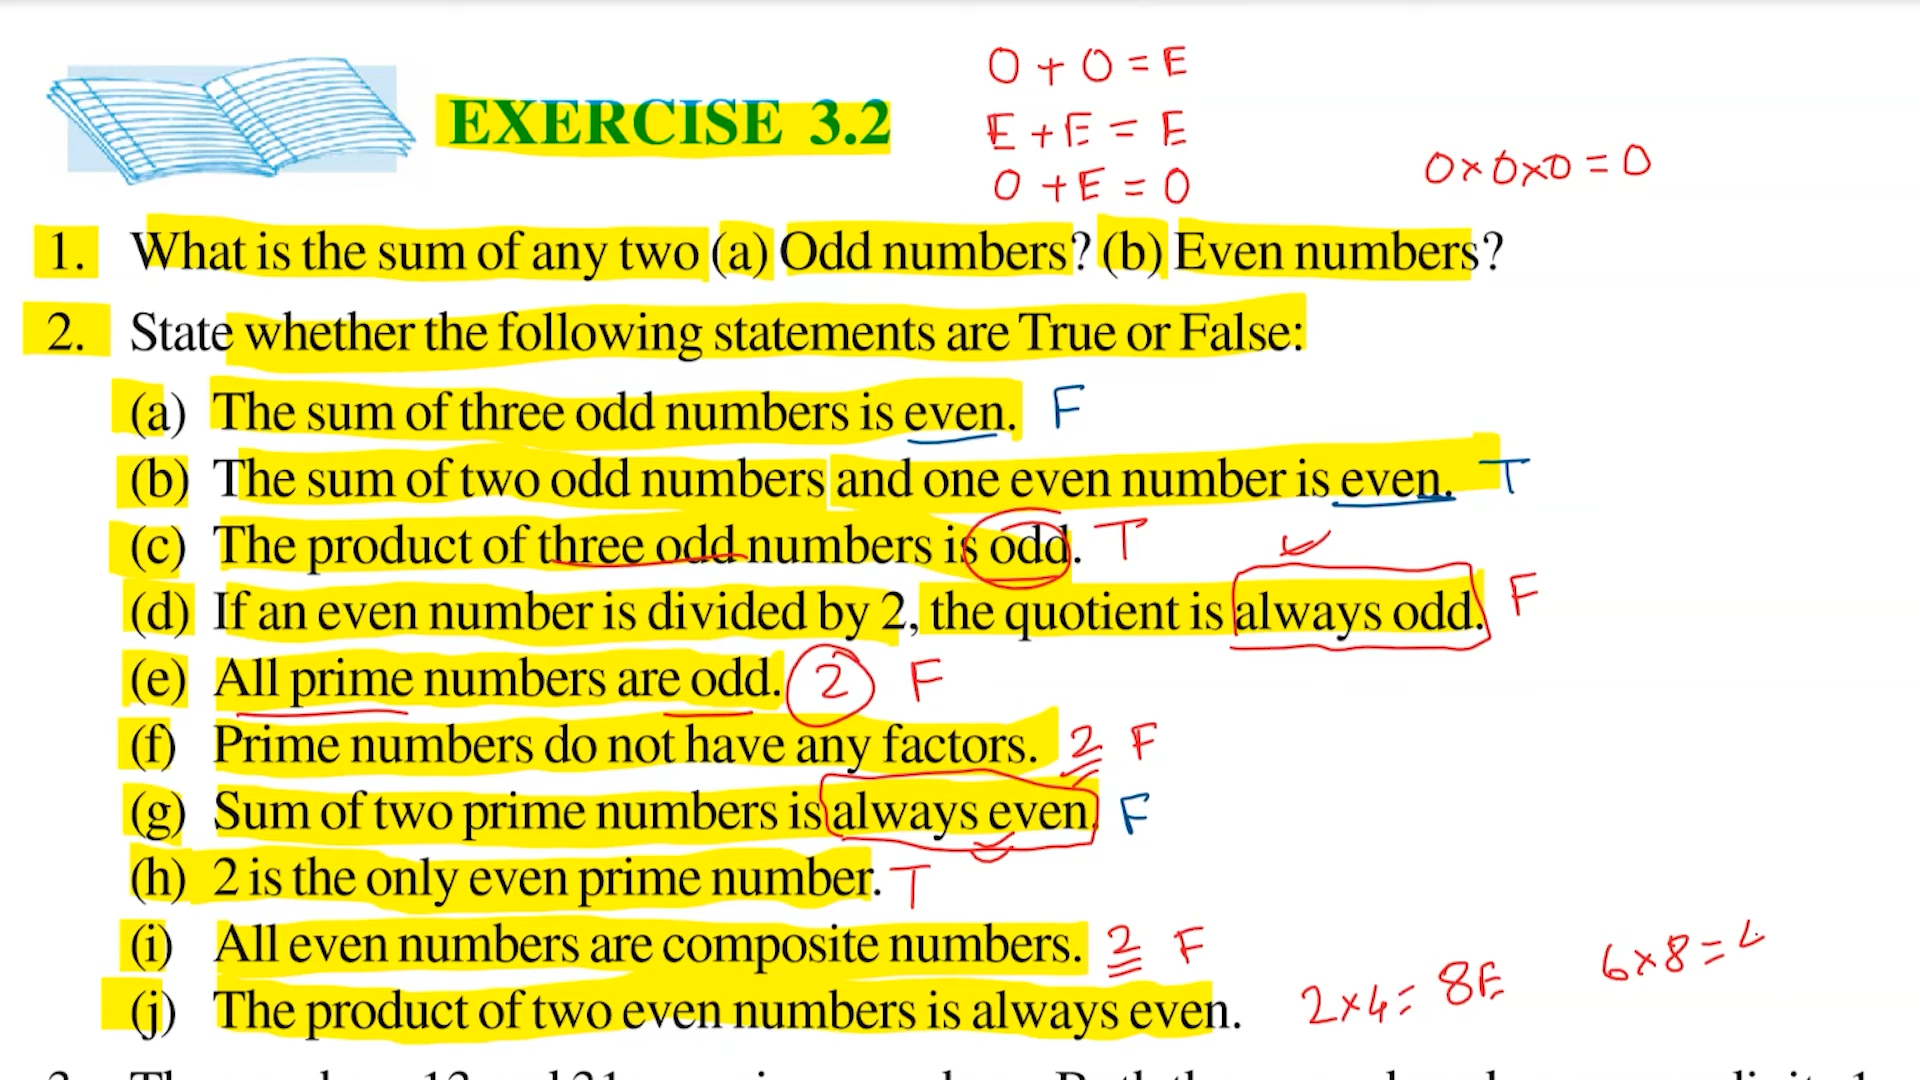 O + O = E
EXERCISE 3.2
E + E = E
O + E = O
O × O × O = O
1. What is the sum of any two (a) Odd numbers? (b) Even numbers?
2. State whether the following statements are True or False:
(a) The sum of three odd numbers is even. F
(b) The sum of two odd numbers and one even number is even. T
(c) The product of three odd numbers is odd. T
(d) If an even number is divided by 2, the quotient is always odd. F
(e) All prime numbers are odd. 2 F
(f) Prime numbers do not have any factors. 2 F
(g) Sum of two prime numbers is always even. F
(h) 2 is the only even prime number. T
(i) All even numbers are composite numbers. 2 F
(j) The product of two even numbers is always even. 2×4= 8E 6×8=